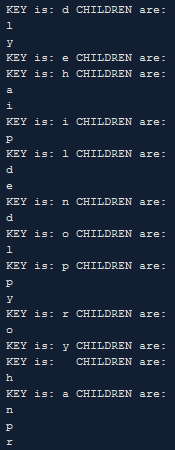 KEY is: d CHILDREN are:
l
y
KEY is: e CHILDREN are:
KEY is: h CHILDREN are:
a
i
KEY is: i CHILDREN are:
p
KEY is: l CHILDREN are:
d
e
KEY is: n CHILDREN are:
d
KEY is: o CHILDREN are:
l
KEY is: p CHILDREN are:
p
y
KEY is: r CHILDREN are:
o
KEY is: y CHILDREN are:
KEY is:   CHILDREN are:
h
KEY is: a CHILDREN are:
n
p
r